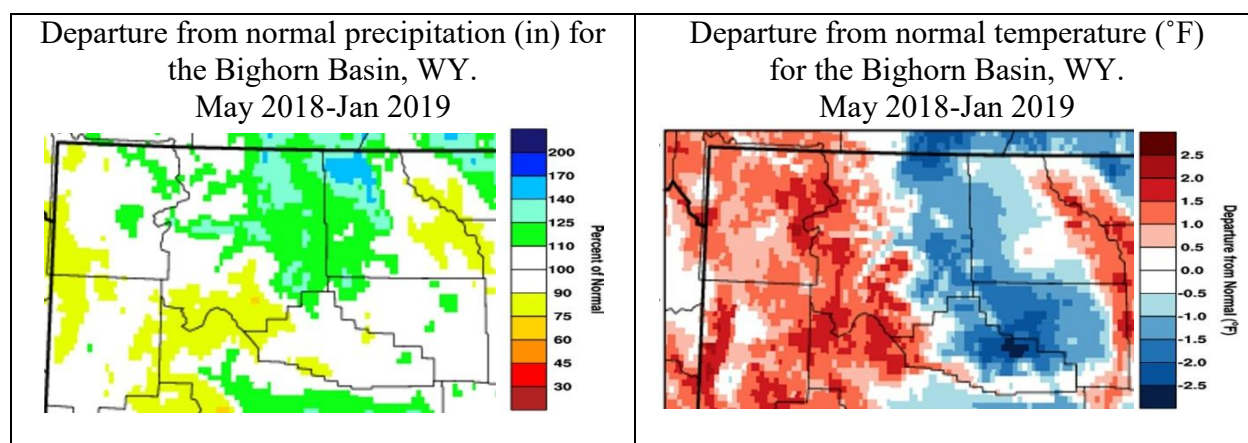 Departure from normal precipitation (in) for
the Bighorn Basin, WY.
May 2018-Jan 2019
200
170
140
125
110
100
90
75
60
45
30
Percent of Normal
Departure from normal temperature (˚F)
for the Bighorn Basin, WY.
May 2018-Jan 2019
2.5
2.0
1.5
1.0
0.5
0.0
-0.5
-1.0
-1.5
-2.0
-2.5
Departure from Normal (°F)